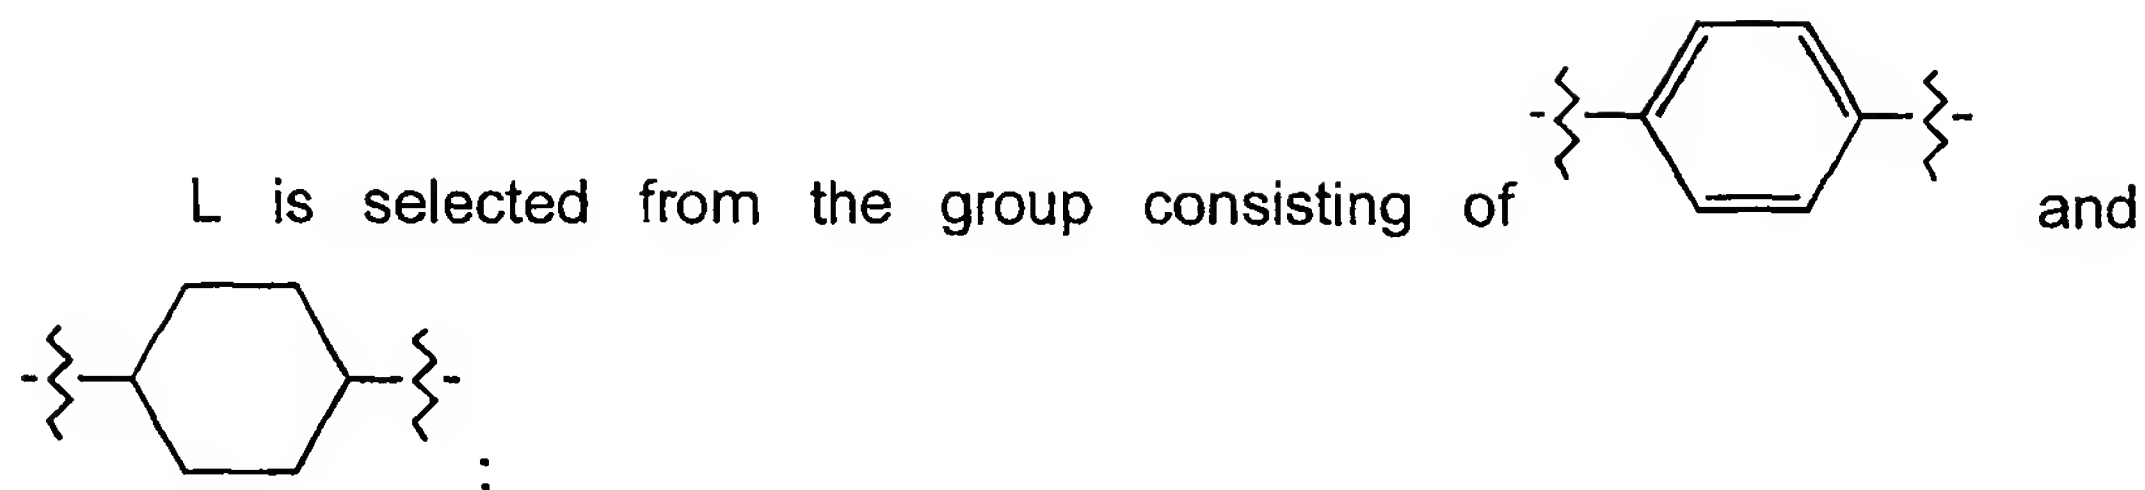 L is selected from the group consisting of and
;